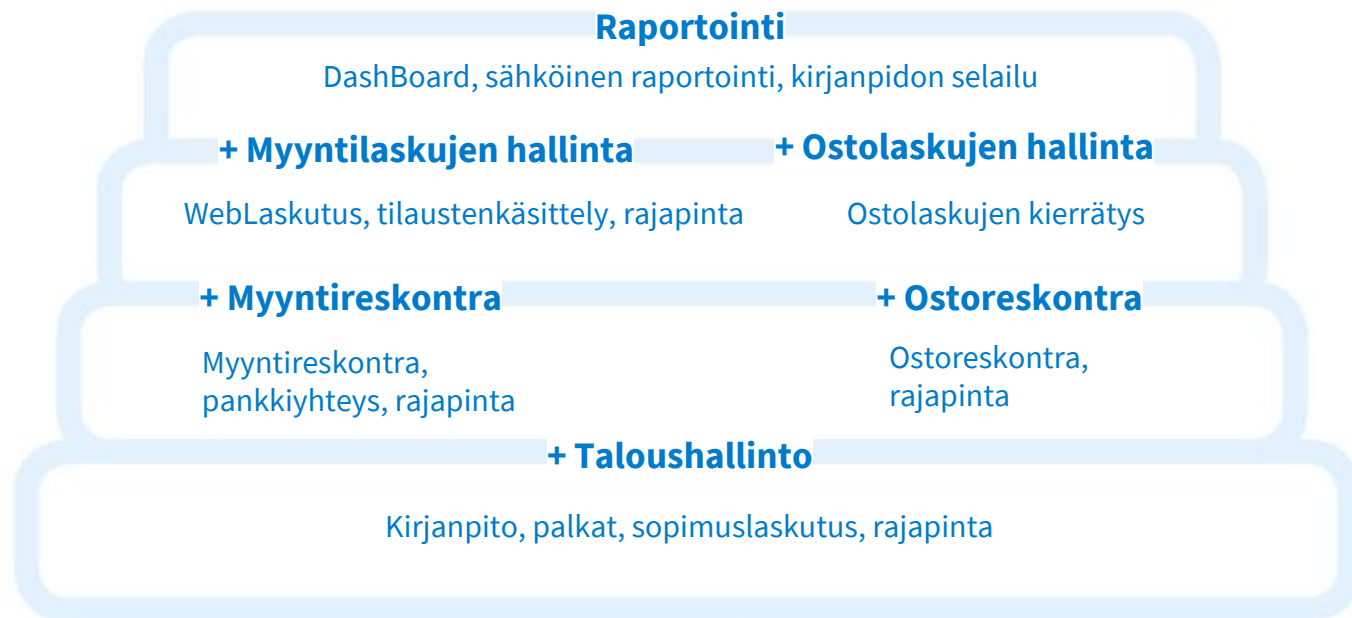 Raportointi
DashBoard, sähköinen raportointi, kirjanpidon selailu
+ Myyntilaskujen hallinta
+ Ostolaskujen hallinta
WebLaskutus, tilaustenkäsittely, rajapinta
Ostolaskujen kierrätys
+ Myyntireskontra
+ Ostoreskontra
Myyntireskontra,
pankkiyhteys, rajapinta
Ostoreskontra,
rajapinta
+ Taloushallinto
Kirjanpito, palkat, sopimuslaskutus, rajapinta